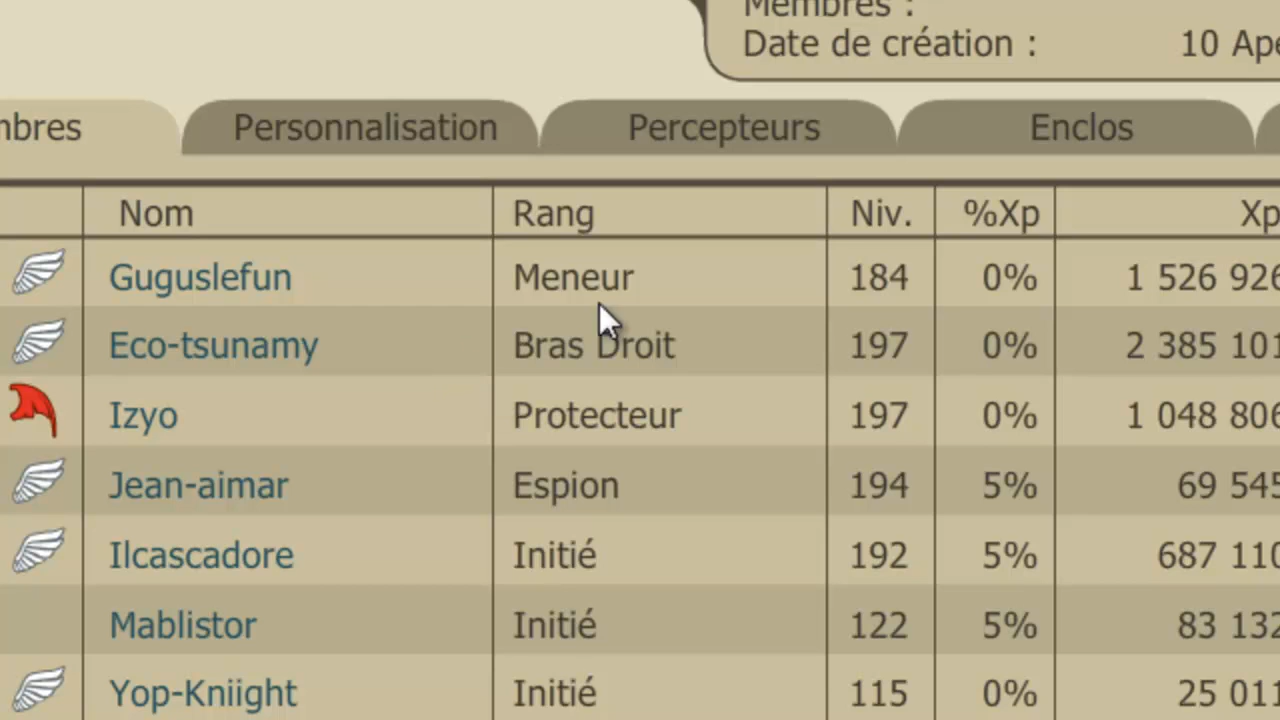 Membres :
Date de création : 10 Ape
mbres Personnalisation Percepteurs Enclos
Nom Rang Niv. %Xp Xp
Guguslefun Meneur 184 0% 1 526 926
Eco-tsunamy Bras Droit 197 0% 2 385 101
Izyo Protecteur 197 0% 1 048 806
Jean-aimar Espion 194 5% 69 545
Ilcascadore Initié 192 5% 687 110
Mablistor Initié 122 5% 83 132
Yop-Kniight Initié 115 0% 25 011